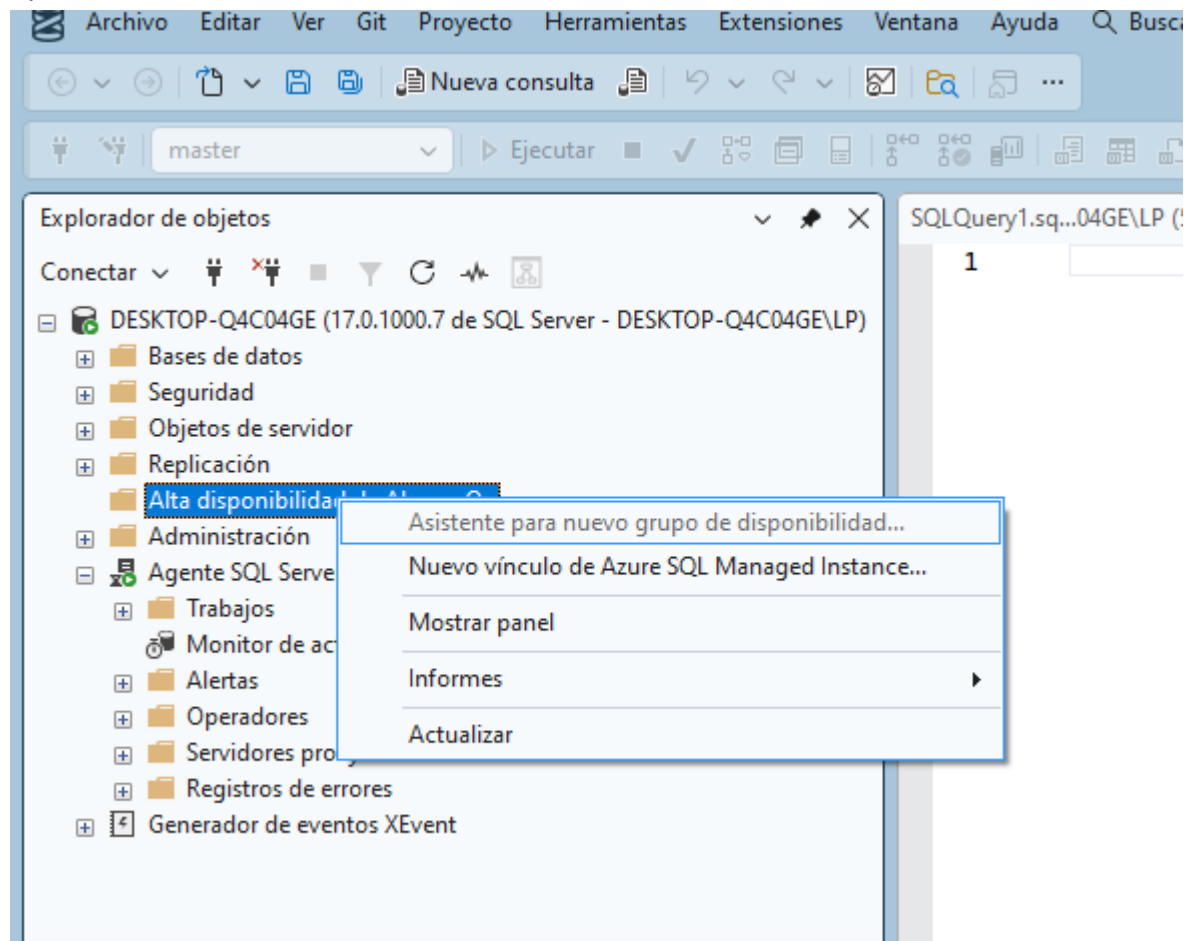 Archivo Editar Ver Git Proyecto Herramientas Extensiones Ventana Ayuda
Nueva consulta
master Ejecutar
Explorador de objetos
SQLQuery1.sq...04GE\LP
Conectar
1
DESKTOP-Q4C04GE (17.0.1000.7 de SQL Server - DESKTOP-Q4C04GE\LP)
Bases de datos
Seguridad
Objetos de servidor
Replicación
Alta
Asistente para nuevo grupo de disponibilidad...
Administración
Nuevo vínculo de Azure SQL Managed Instance...
Agente SQL
Trabajos
Mostrar panel
Monitor de
Alertas
Informes
Operadores
Actualizar
Servidores
Registros de errores
Generador de eventos XEvent